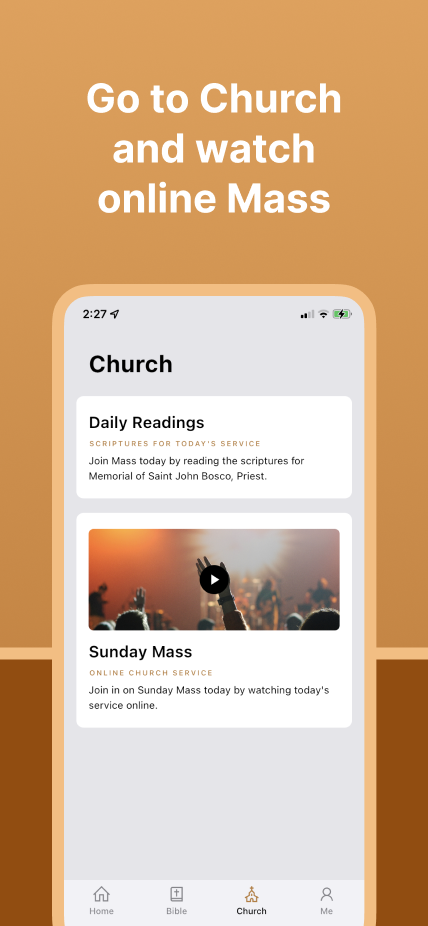 Go to Church
and watch
online Mass
2:27
Church
Daily Readings
SCRIPTURES FOR TODAY'S SERVICE
Join Mass today by reading the scriptures for
Memorial of Saint John Bosco, Priest.
Sunday Mass
ONLINE CHURCH SERVICE
Join in on Sunday Mass today by watching today's
service online.
Home Bible Church Me